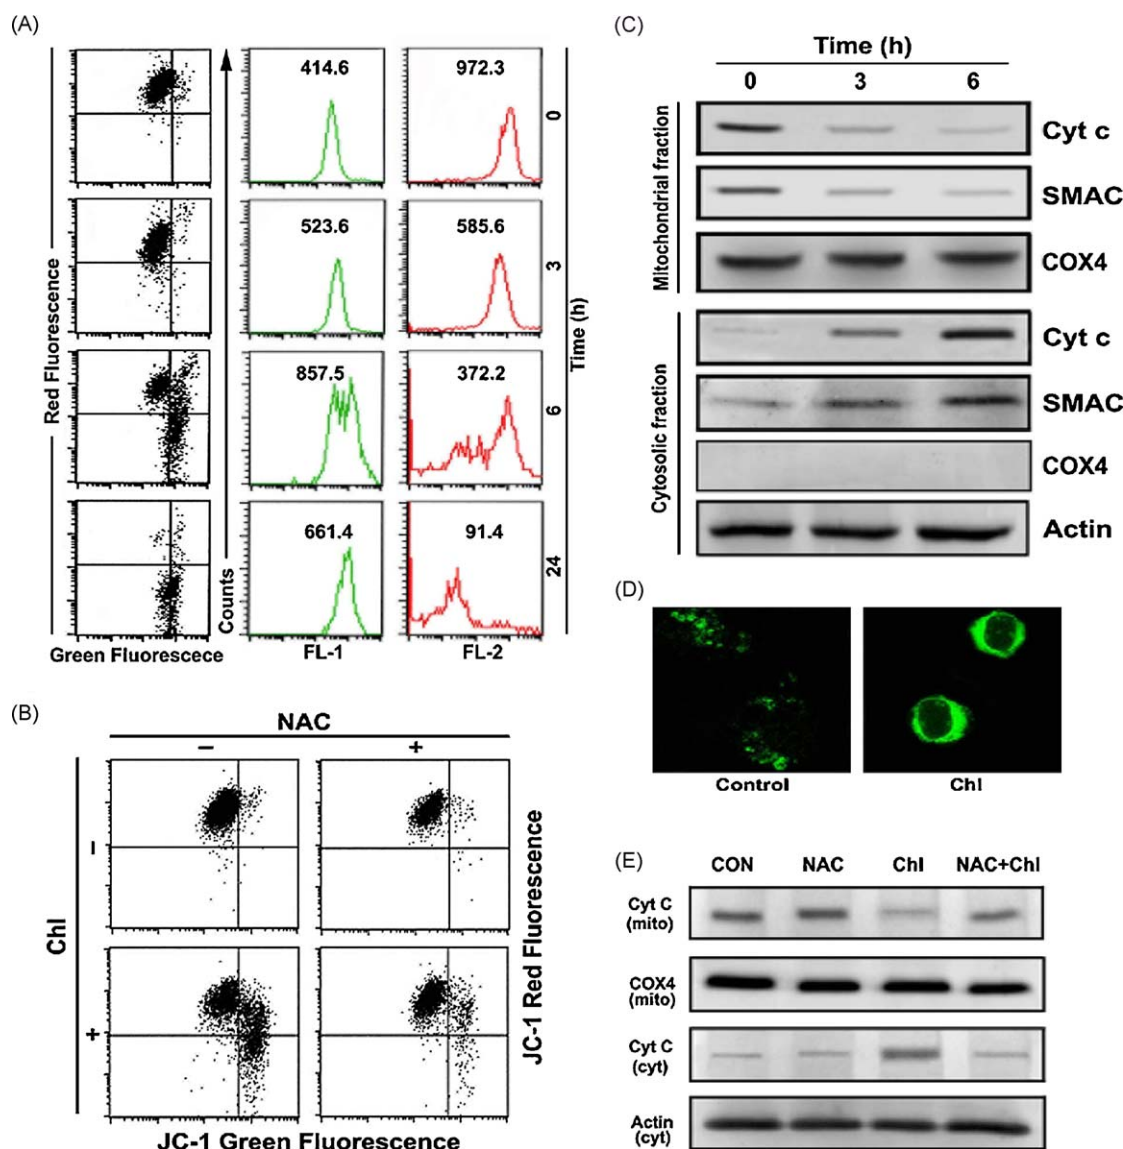 (A)
Red Fluorescence
Green Fluorescece
Counts
414.6
972.3
0
523.6
585.6
3
857.5
372.2
6
661.4
91.4
24
Time (h)
FL-1
FL-2
(B)
NAC
– +
Chl
–
+
JC-1 Red Fluorescence
JC-1 Green Fluorescence
(C)
Time (h)
0 3 6
Mitochondrial fraction
Cyt c
SMAC
COX4
Cytosolic fraction
Cyt c
SMAC
COX4
Actin
(D)
Control
Chl
(E)
CON NAC Chl NAC+Chl
Cyt C
(mito)
COX4
(mito)
Cyt C
(cyt)
Actin
(cyt)